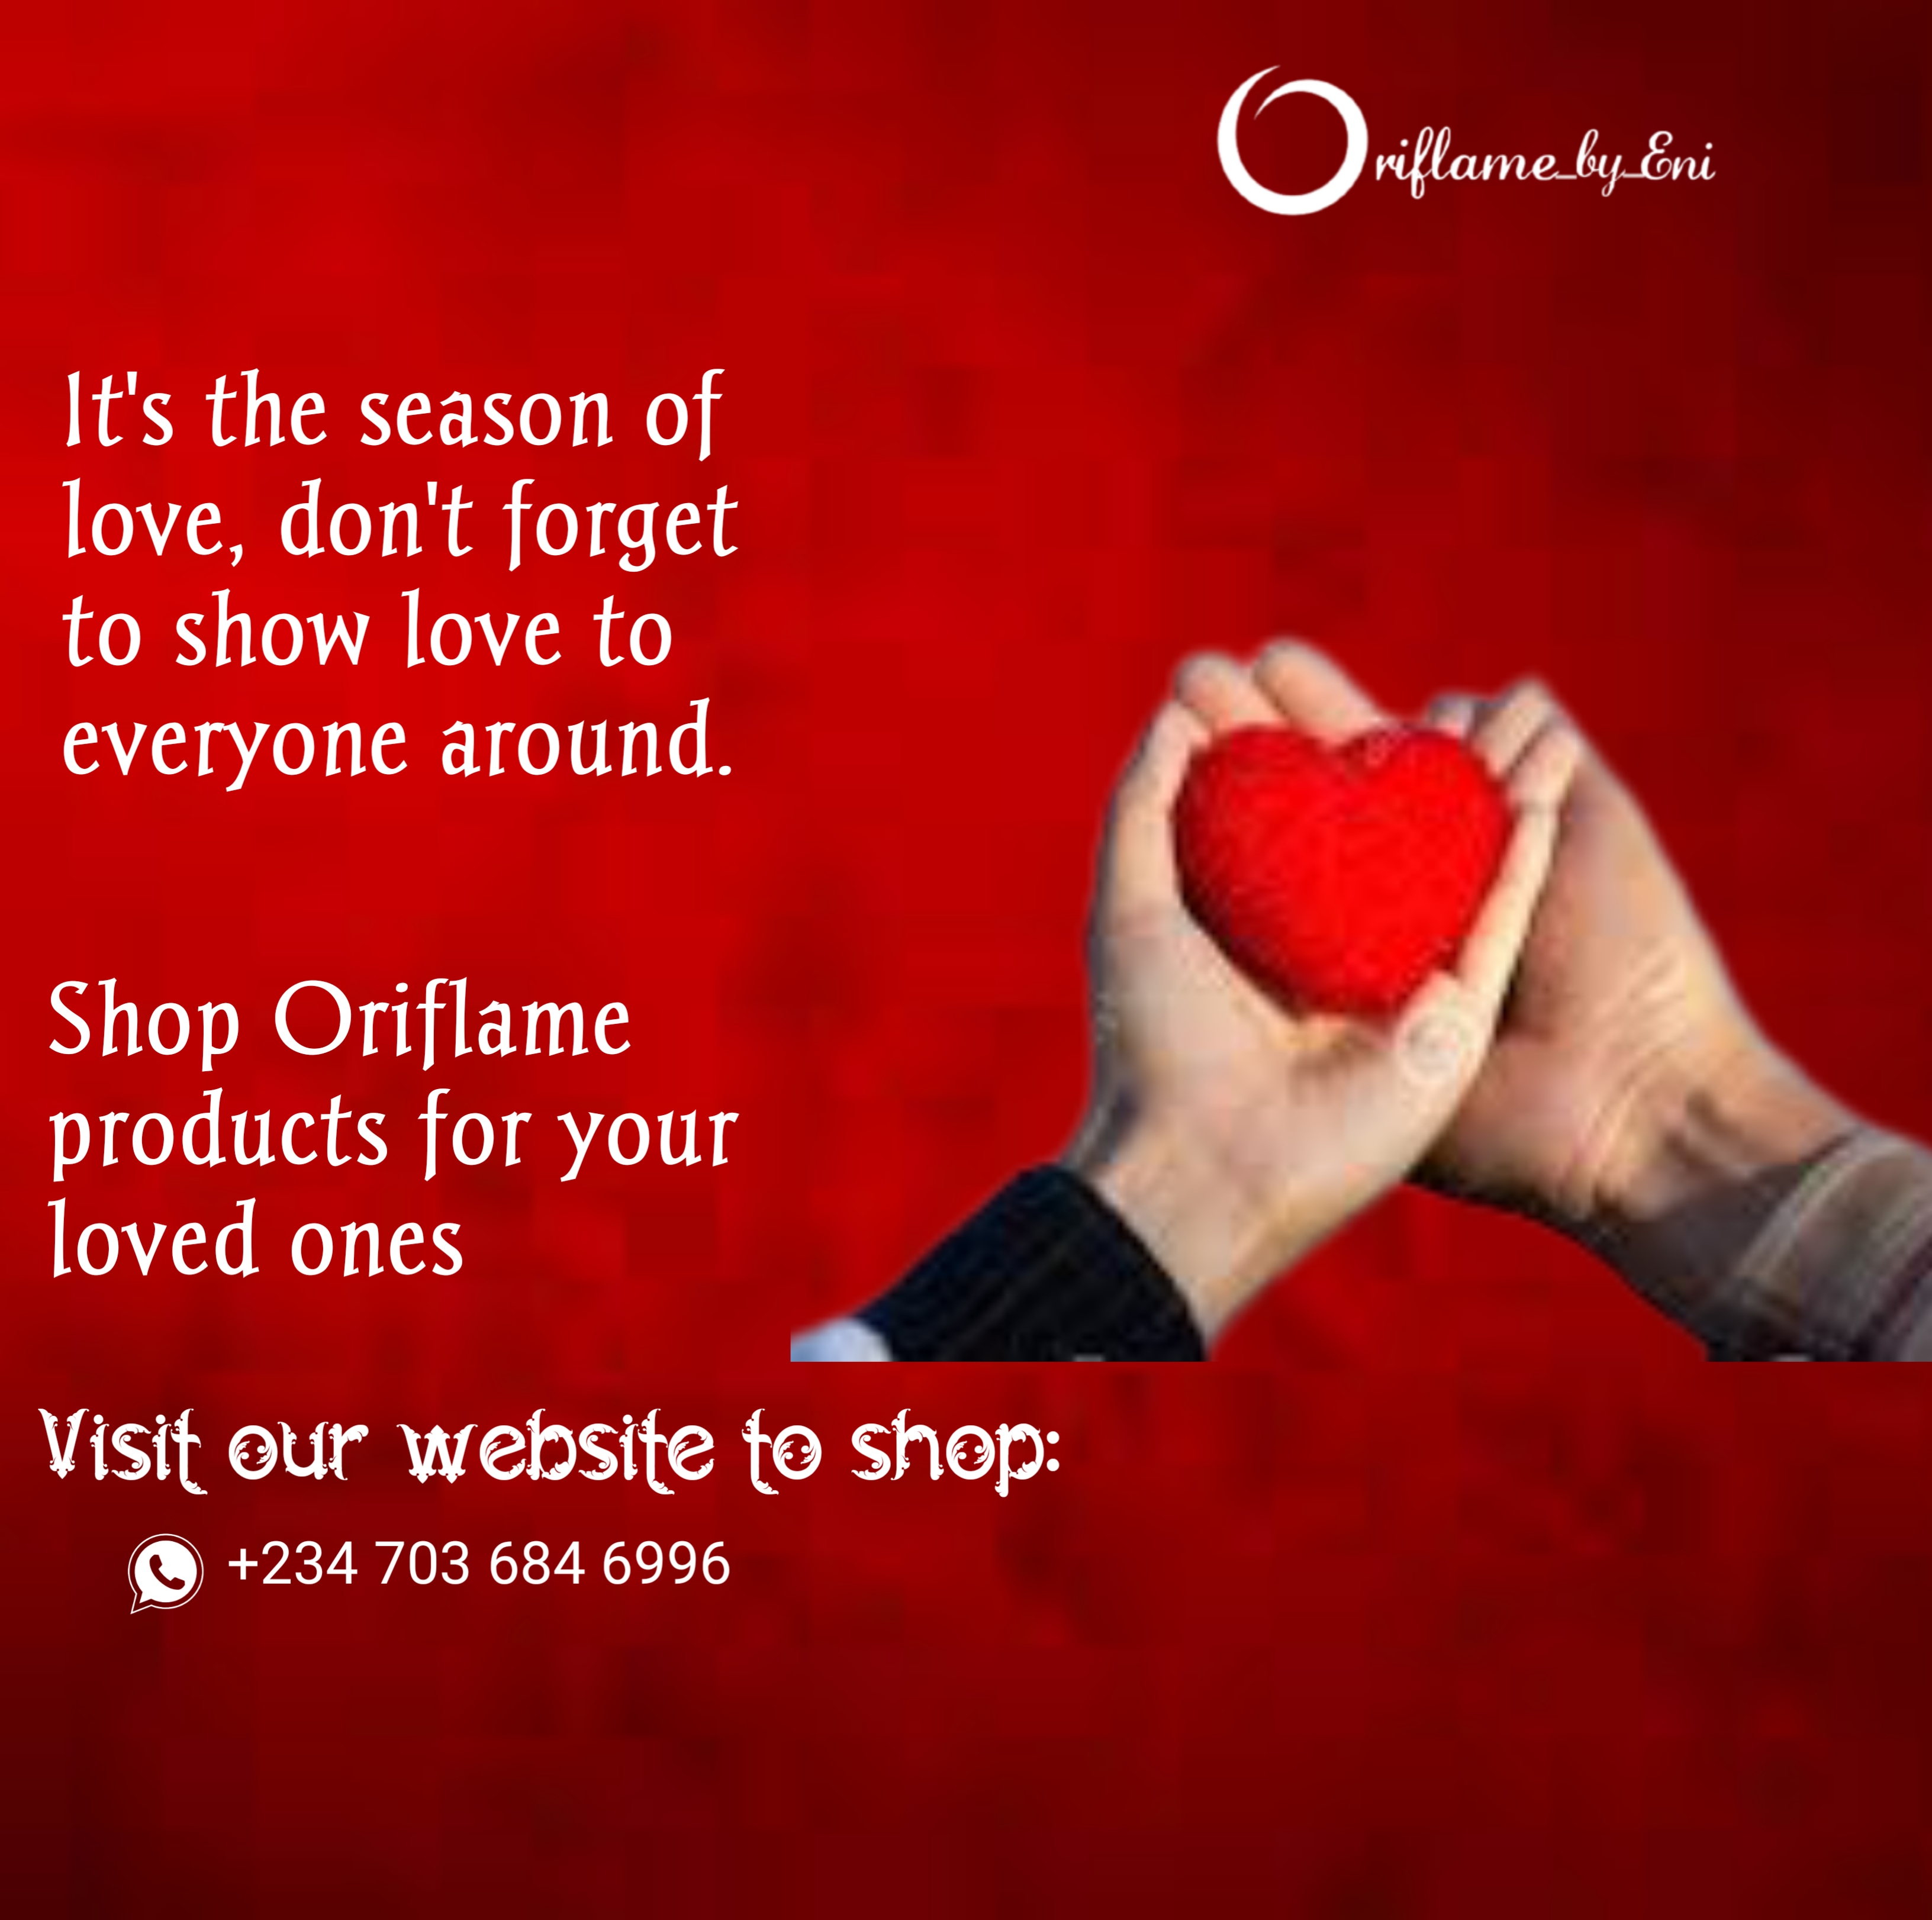 Oriflame_by_Eni
It's the season of
love, don't forget
to show love to
everyone around.
Shop Oriflame
products for your
loved ones
Visit our website to shop:
+234 703 684 6996